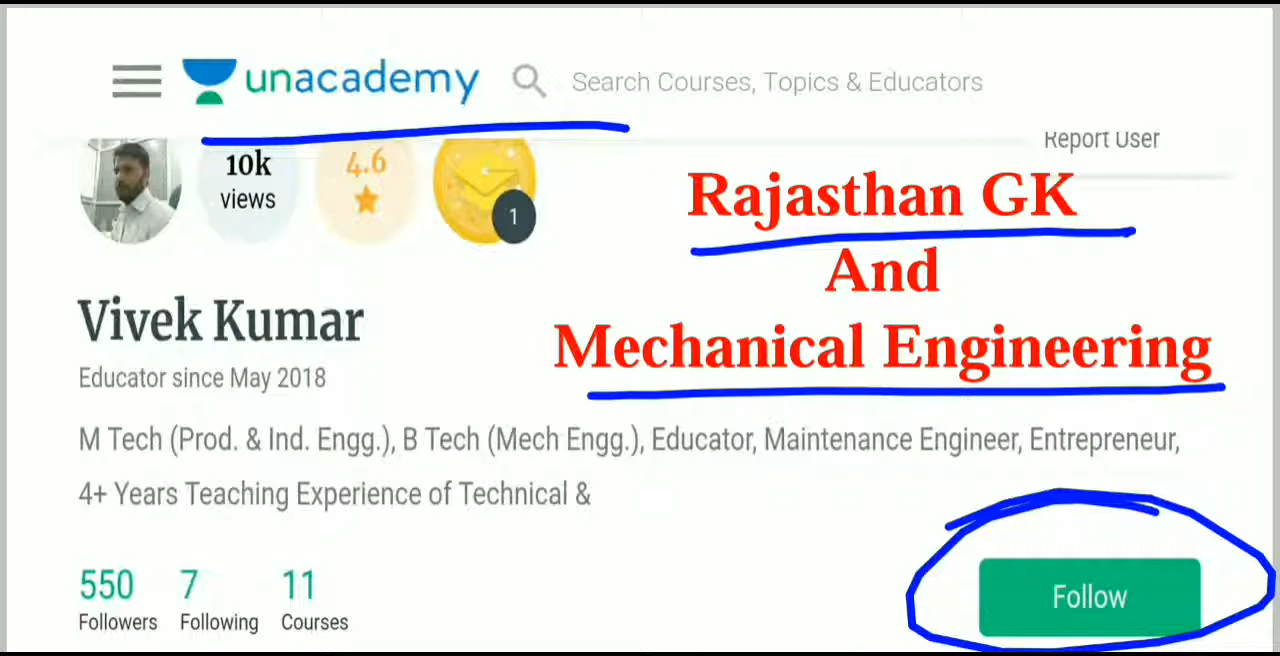 unacademy
Search Courses, Topics & Educators
Report User
10k
views
4.6
1
Rajasthan GK
And
Mechanical Engineering
Vivek Kumar
Educator since May 2018
M Tech (Prod. & Ind. Engg.), B Tech (Mech Engg.), Educator, Maintenance Engineer, Entrepreneur,
4+ Years Teaching Experience of Technical &
550 7 11
Followers Following Courses
Follow